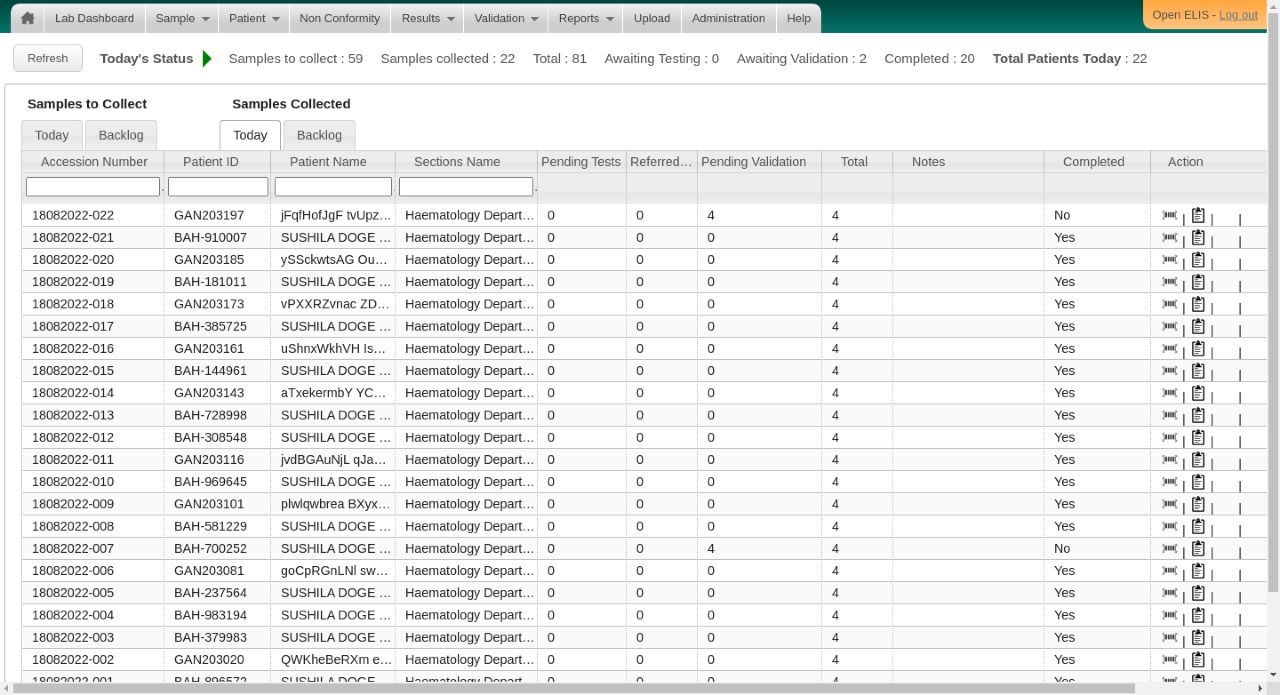 Lab Dashboard Sample Patient Non Conformity Results Validation Reports Upload Administration Help Open ELIS - Log out
Refresh Today's Status Samples to collect : 59 Samples collected : 22 Total : 81 Awaiting Testing : 0 Awaiting Validation : 2 Completed : 20 Total Patients Today : 22
Samples to Collect Samples Collected
Today Backlog Today Backlog
Accession Number Patient ID Patient Name Sections Name Pending Tests Referred… Pending Validation Total Notes Completed Action
18082022-022 GAN203197 jFqfHofJgF tvUpz… Haematology Depart… 0 0 4 4 No | | |
18082022-021 BAH-910007 SUSHILA DOGE … Haematology Depart… 0 0 0 4 Yes | | |
18082022-020 GAN203185 ySSckwtsAG Ou… Haematology Depart… 0 0 0 4 Yes | | |
18082022-019 BAH-181011 SUSHILA DOGE … Haematology Depart… 0 0 0 4 Yes | | |
18082022-018 GAN203173 vPXXRZvnac ZD… Haematology Depart… 0 0 0 4 Yes | | |
18082022-017 BAH-385725 SUSHILA DOGE … Haematology Depart… 0 0 0 4 Yes | | |
18082022-016 GAN203161 uShnxWkhVH Is… Haematology Depart… 0 0 0 4 Yes | | |
18082022-015 BAH-144961 SUSHILA DOGE … Haematology Depart… 0 0 0 4 Yes | | |
18082022-014 GAN203143 aTxekermbY YC… Haematology Depart… 0 0 0 4 Yes | | |
18082022-013 BAH-728998 SUSHILA DOGE … Haematology Depart… 0 0 0 4 Yes | | |
18082022-012 BAH-308548 SUSHILA DOGE … Haematology Depart… 0 0 0 4 Yes | | |
18082022-011 GAN203116 jvdBGAuNjL qJa… Haematology Depart… 0 0 0 4 Yes | | |
18082022-010 BAH-969645 SUSHILA DOGE … Haematology Depart… 0 0 0 4 Yes | | |
18082022-009 GAN203101 plwlqwbrea BXyx… Haematology Depart… 0 0 0 4 Yes | | |
18082022-008 BAH-581229 SUSHILA DOGE … Haematology Depart… 0 0 0 4 Yes | | |
18082022-007 BAH-700252 SUSHILA DOGE … Haematology Depart… 0 0 4 4 No | | |
18082022-006 GAN203081 goCpRGnLNl sw… Haematology Depart… 0 0 0 4 Yes | | |
18082022-005 BAH-237564 SUSHILA DOGE … Haematology Depart… 0 0 0 4 Yes | | |
18082022-004 BAH-983194 SUSHILA DOGE … Haematology Depart… 0 0 0 4 Yes | | |
18082022-003 BAH-379983 SUSHILA DOGE … Haematology Depart… 0 0 0 4 Yes | | |
18082022-002 GAN203020 QWKheBeRXm e… Haematology Depart… 0 0 0 4 Yes | | |
18082022-001 BAH-896572 SUSHILA DOGE … Haematology Depart… 0 0 0 4 Yes